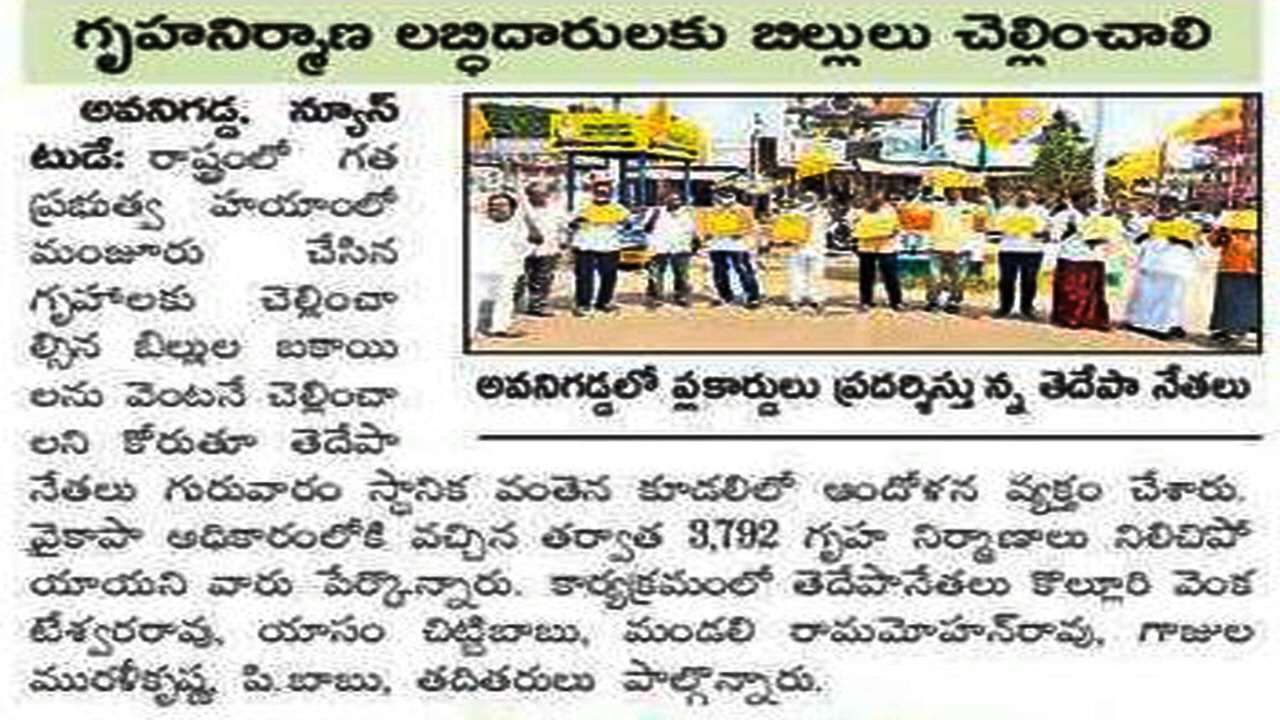 గృహనిర్మాణ లబ్ధిదారులకు బిల్లులు చెల్లించాలి
అవనిగడ్డ, న్యూస్
టుడే: రాష్ట్రంలో గత
ప్రభుత్వ హయాంలో
మంజూరు చేసిన
గృహాలకు చెల్లించా
ల్సిన బిల్లుల బకాయి
లను వెంటనే చెల్లించా
లని కోరుతూ తెదేపా
అవనిగడ్డలో ప్లకార్డులు ప్రదర్శిస్తు న్న తెదేపా నేతలు
నేతలు గురువారం స్థానిక వంతెన కూడలిలో ఆందోళన వ్యక్తం చేశారు.
వైకాపా అధికారంలోకి వచ్చిన తర్వాత 3,792 గృహ నిర్మాణాలు నిలిచిపో
యాయని వారు పేర్కొన్నారు. కార్యక్రమంలో తెదేపానేతలు కొల్లూరి వెంక
టేశ్వరరావు, యాసం చిట్టిబాబు, మండలి రామమోహన్‌రావు, గాజుల
మురళీకృష్ణ, పి.బాబు, తదితరులు పాల్గొన్నారు.